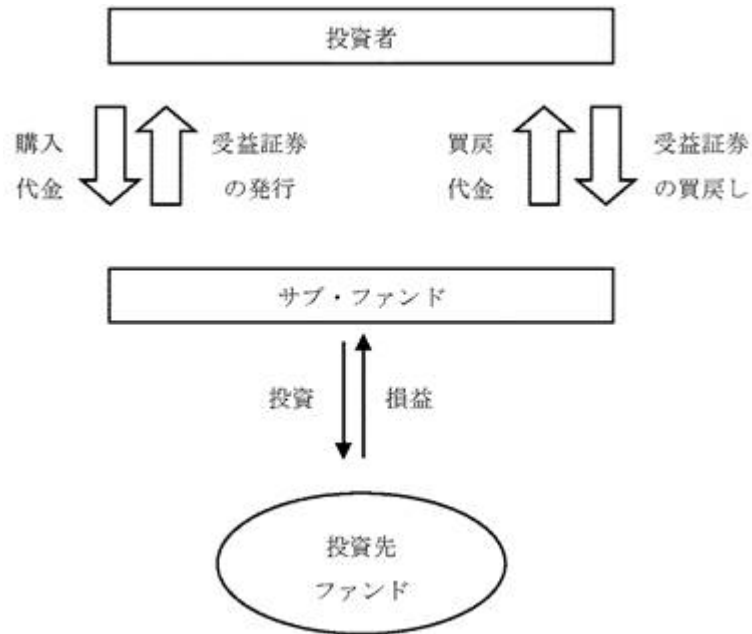 投資者
購入
代金
受益証券
の発行
買戻
代金
受益証券
の買戻し
サブ・ファンド
投資
損益
投資先
ファンド